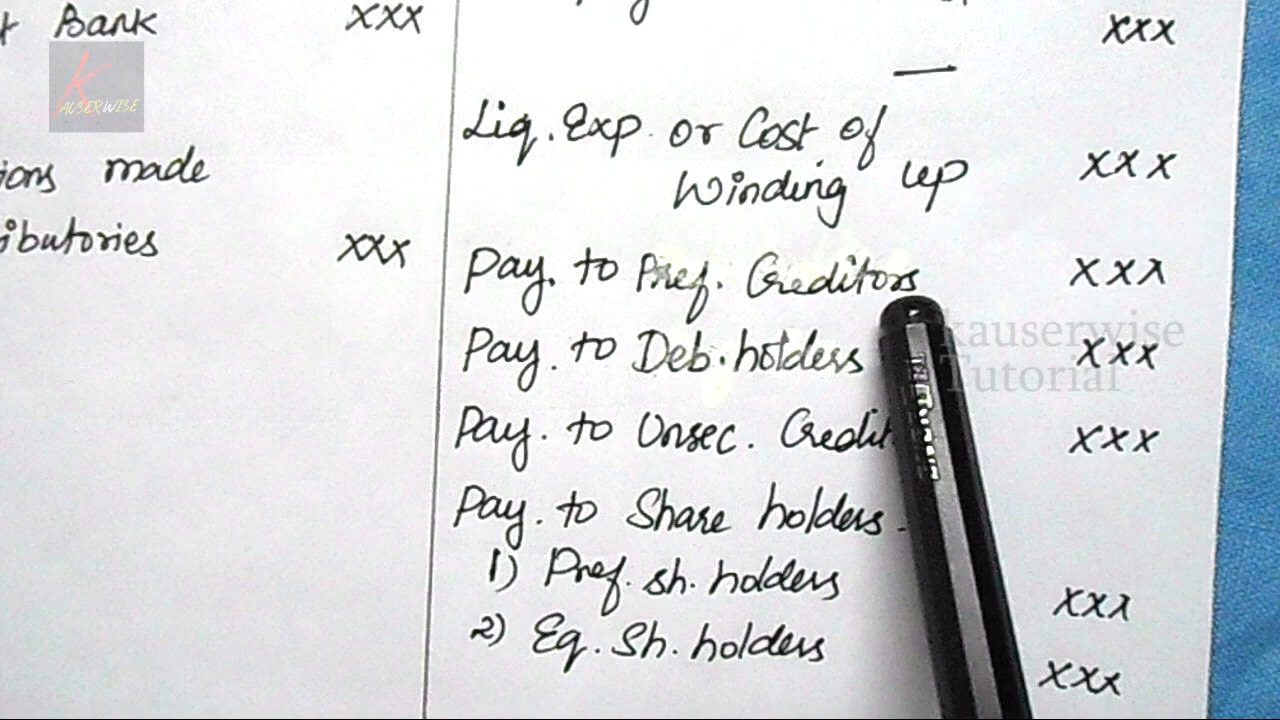 Bank xxx
ions made
ibutories xxx
xxx
Liq. Exp. or Cost of
Winding up xxx
Pay. to Pref. Creditors xxx
Pay. to Deb. holders xxx
Pay. to Unsec. Credit xxx
Pay. to Share holders.
1) Pref. sh. holders xxx
2) Eq. Sh. holders xxx
KAUSERWISE
kauserwise
Tutorial